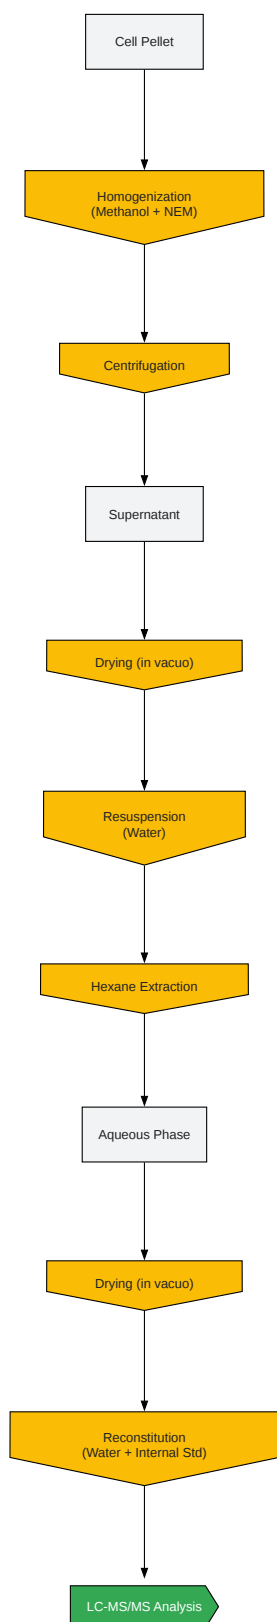 Cell Pellet
Homogenization
(Methanol + NEM)
Centrifugation
Supernatant
Drying (in vacuo)
Resuspension
(Water)
Hexane Extraction
Aqueous Phase
Drying (in vacuo)
Reconstitution
(Water + Internal Std)
LC-MS/MS Analysis